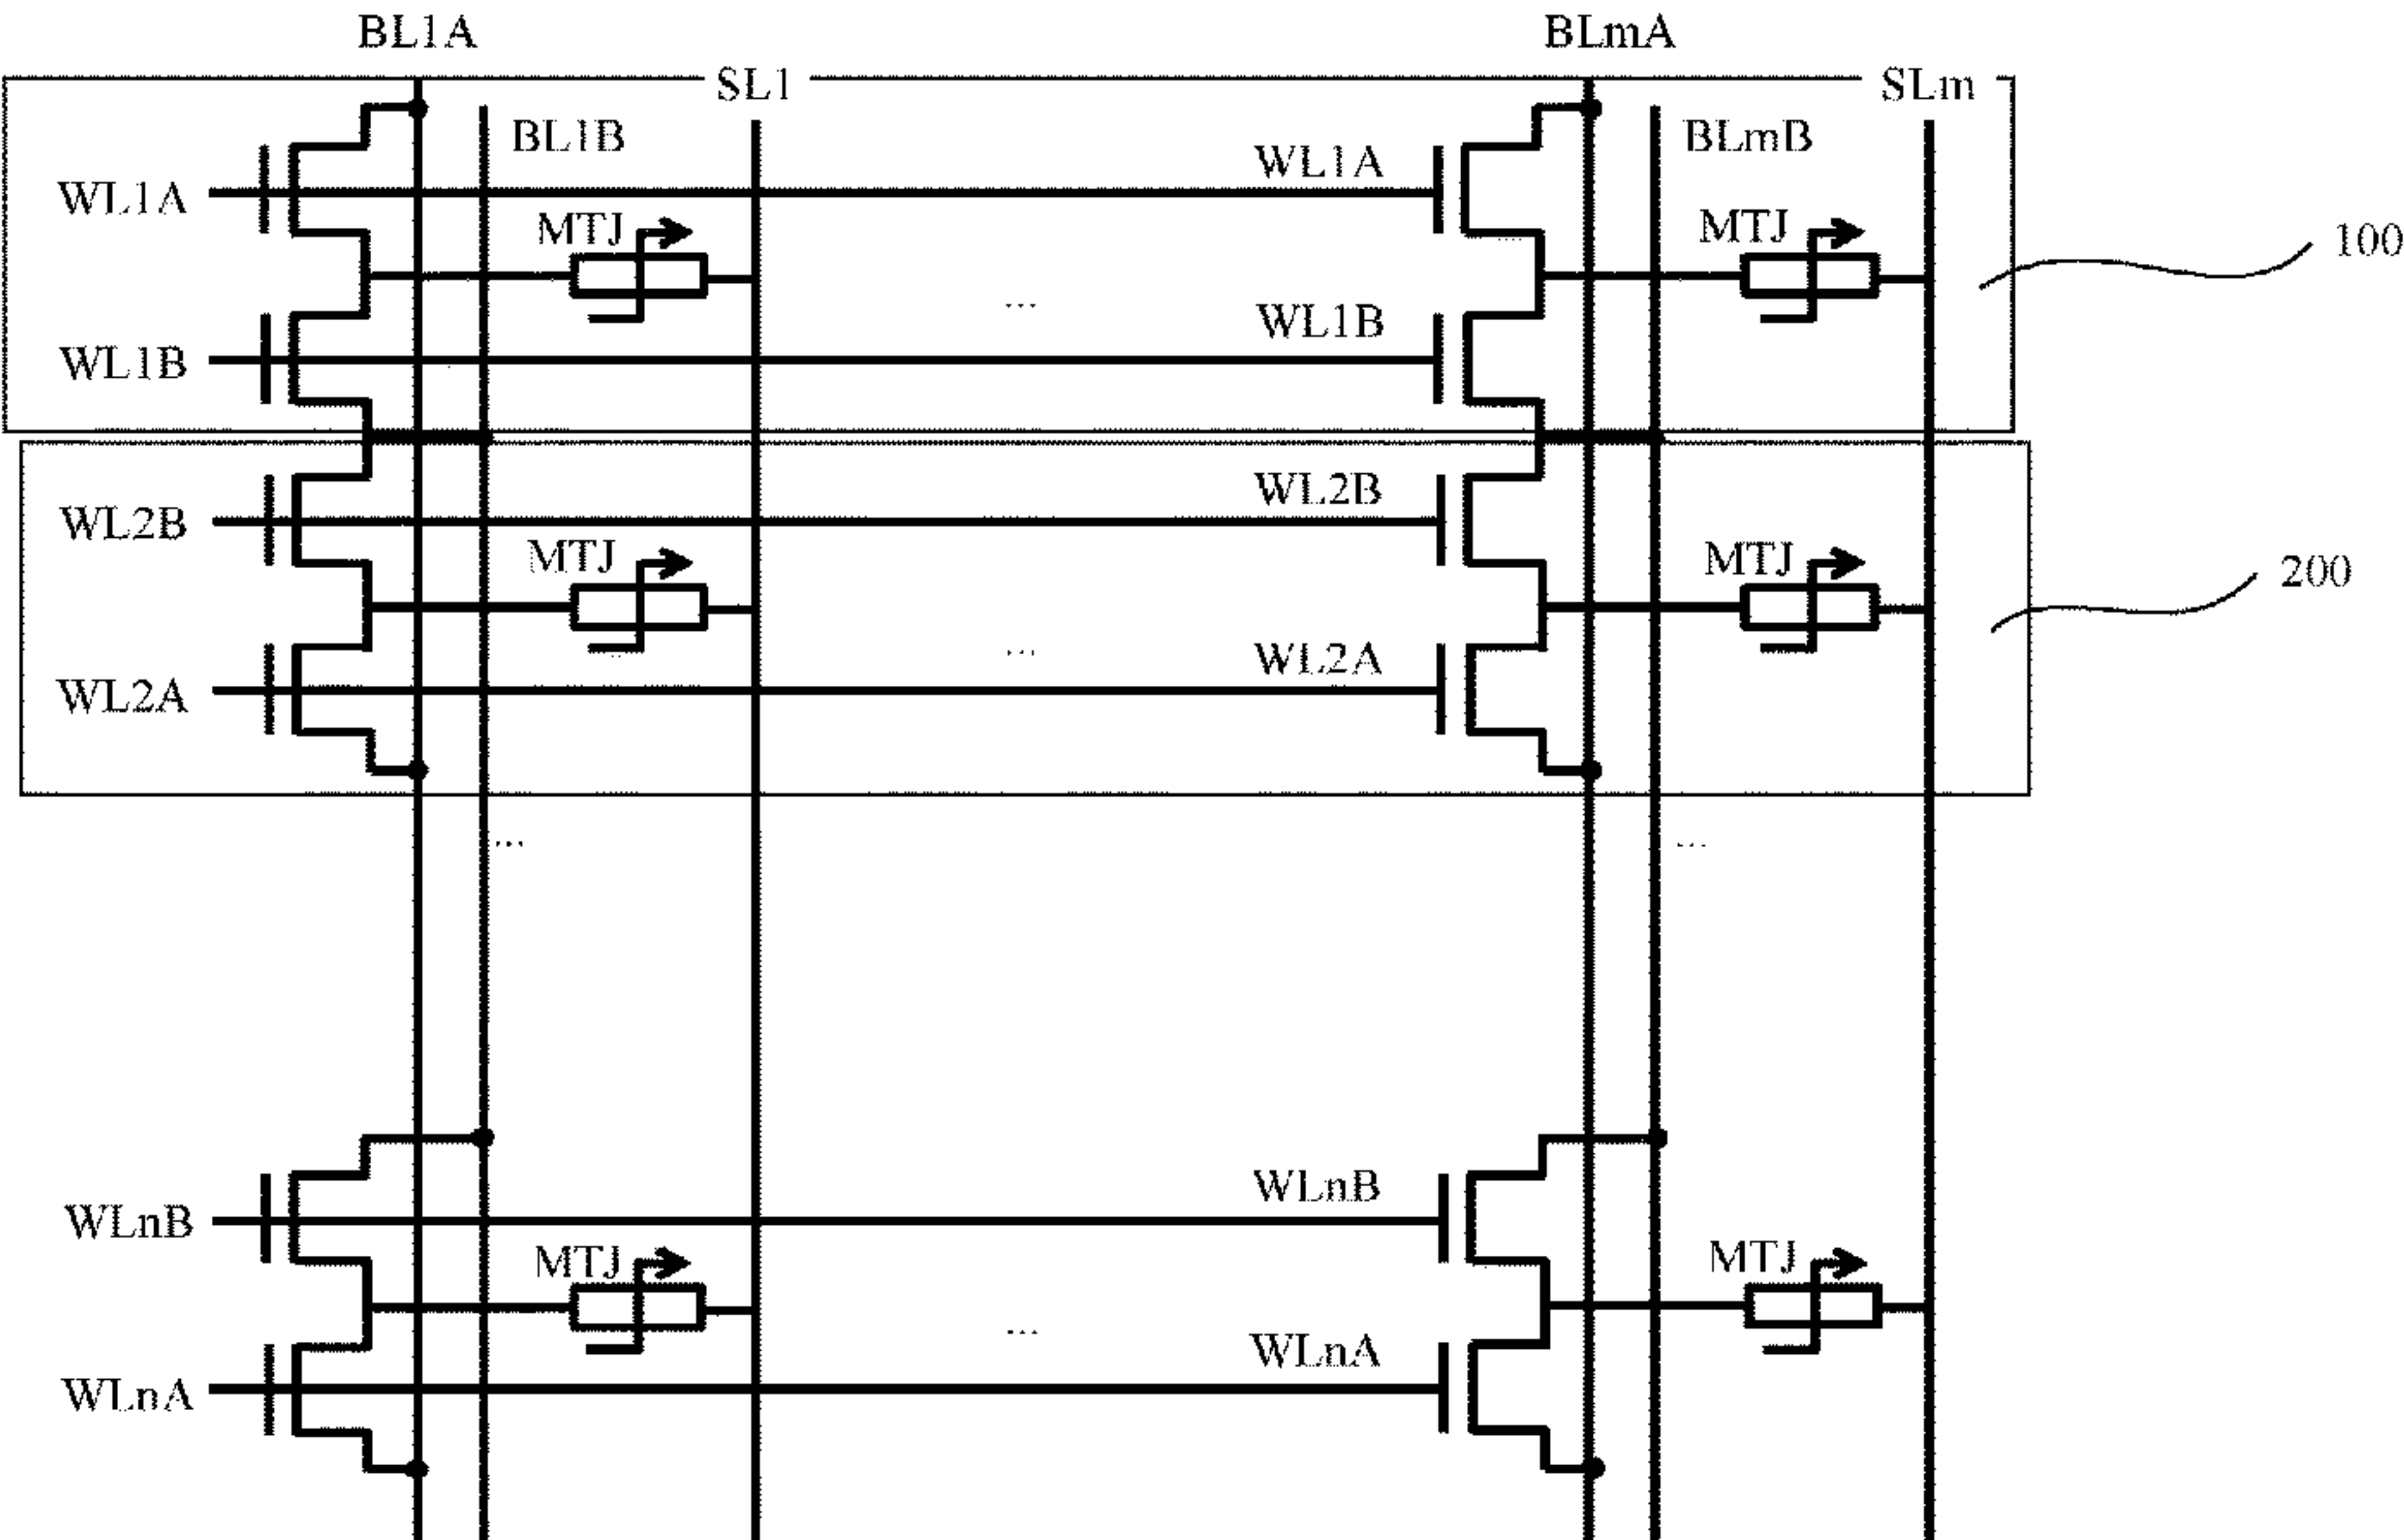 BL1A
BLmA
SL1
SLm
BL1B
BLmB
WL1A
WL1A
MTJ
MTJ
100
...
WL1B
WL1B
WL2B
WL2B
MTJ
MTJ
200
...
WL2A
WL2A
...
...
WLnB
WLnB
MTJ
MTJ
...
WLnA
WLnA